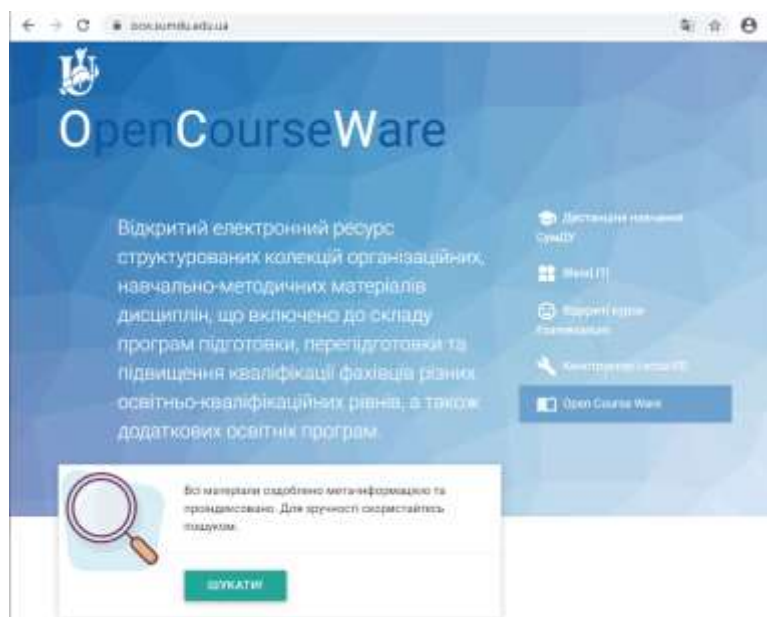 OpenCourseWare
Відкритий електронний ресурс
структурованих колекцій організаційних,
навчально-методичних матеріалів
дисциплін, що включено до складу
програм підготовки, перепідготовки та
підвищення кваліфікації фахівців різних
освітньо-кваліфікаційних рівнів, а також
додаткових освітніх програм.
Дистанційне навчання
СумДУ
Відкриті курси
Open Course Ware
Всі матеріали оздоблено мета-інформацією та
проіндексовано. Для зручності скористайтесь
пошуком.
ШУКАТИ!